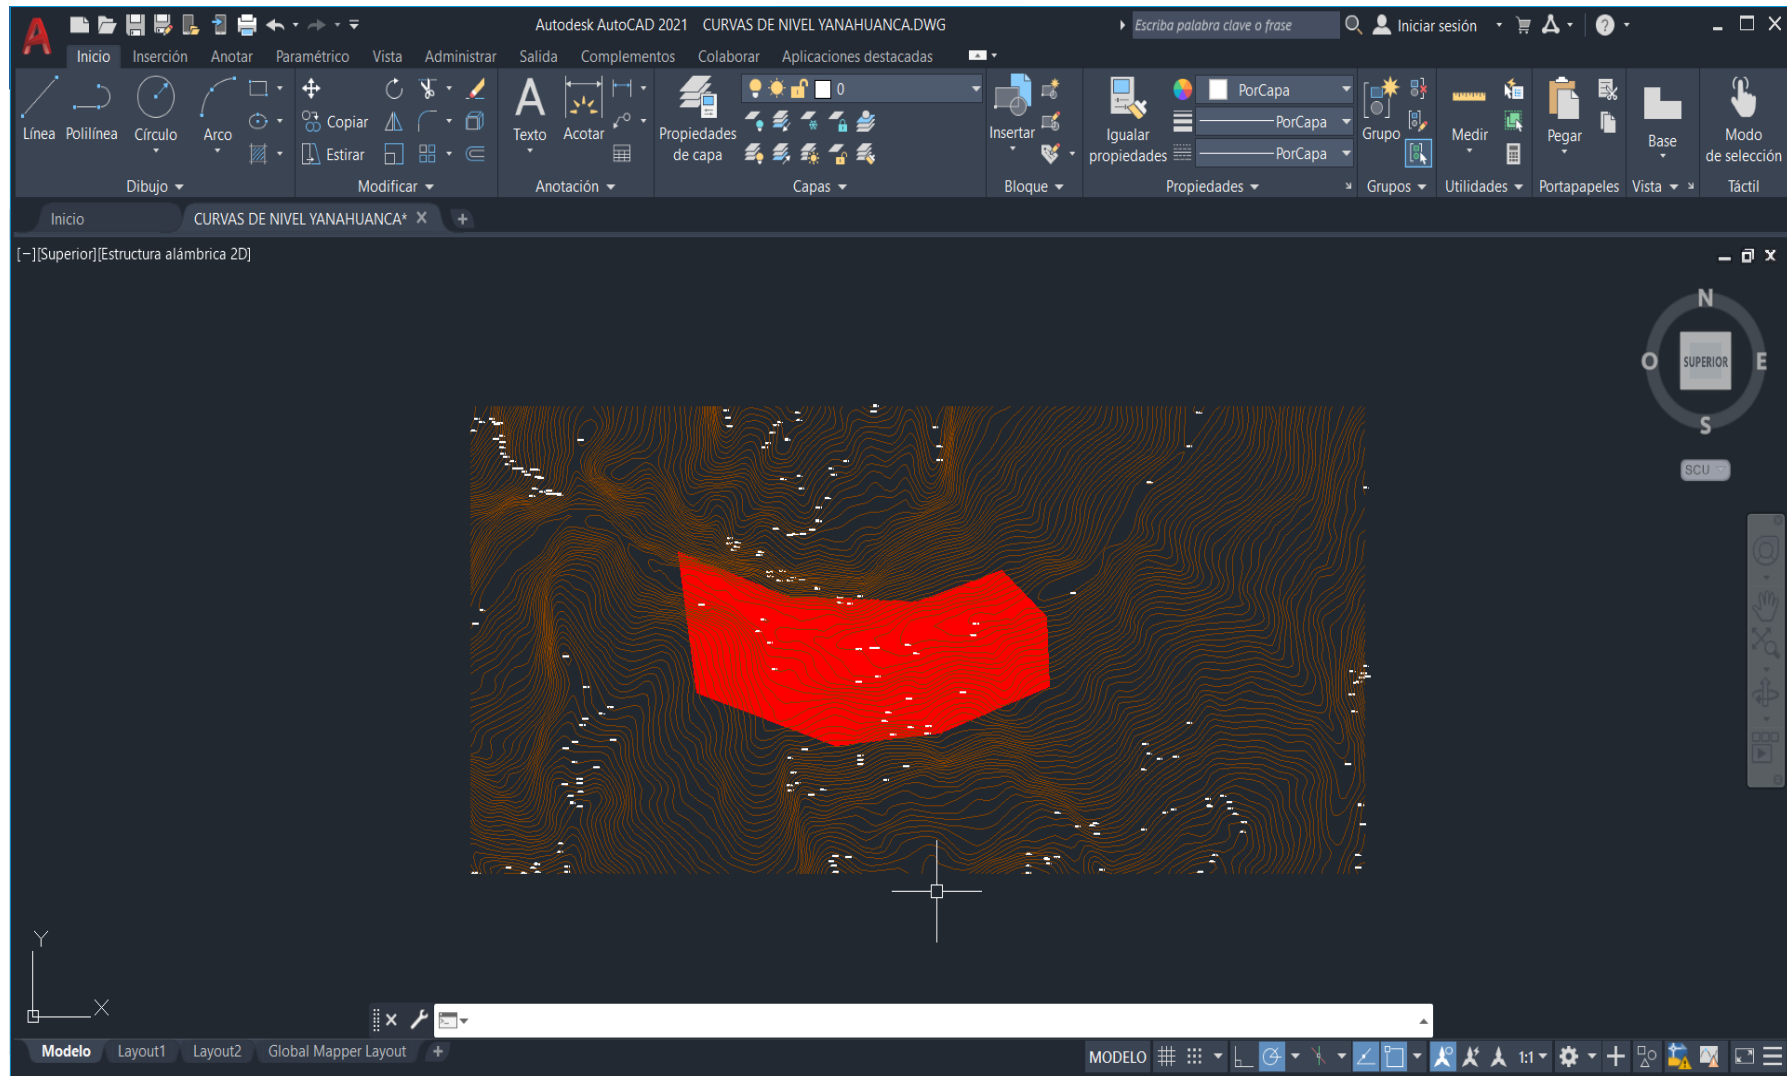 Autodesk AutoCAD 2021 CURVAS DE NIVEL YANAHUANCA.DWG
Escriba palabra clave o frase
Iniciar sesión
Inicio Inserción Anotar Paramétrico Vista Administrar Salida Complementos Colaborar Aplicaciones destacadas
Línea Polilínea Círculo Arco
Copiar
Estirar
Texto Acotar
Propiedades de capa
0
Insertar
Igualar propiedades
PorCapa
PorCapa
PorCapa
Grupo
Medir
Pegar
Base
Modo de selección
Dibujo Modificar Anotación Capas Bloque Propiedades Grupos Utilidades Portapapeles Vista Táctil
Inicio CURVAS DE NIVEL YANAHUANCA*
[−][Superior][Estructura alámbrica 2D]
N
O SUPERIOR E
S
SCU
Y
X
Modelo Layout1 Layout2 Global Mapper Layout
MODELO 1:1